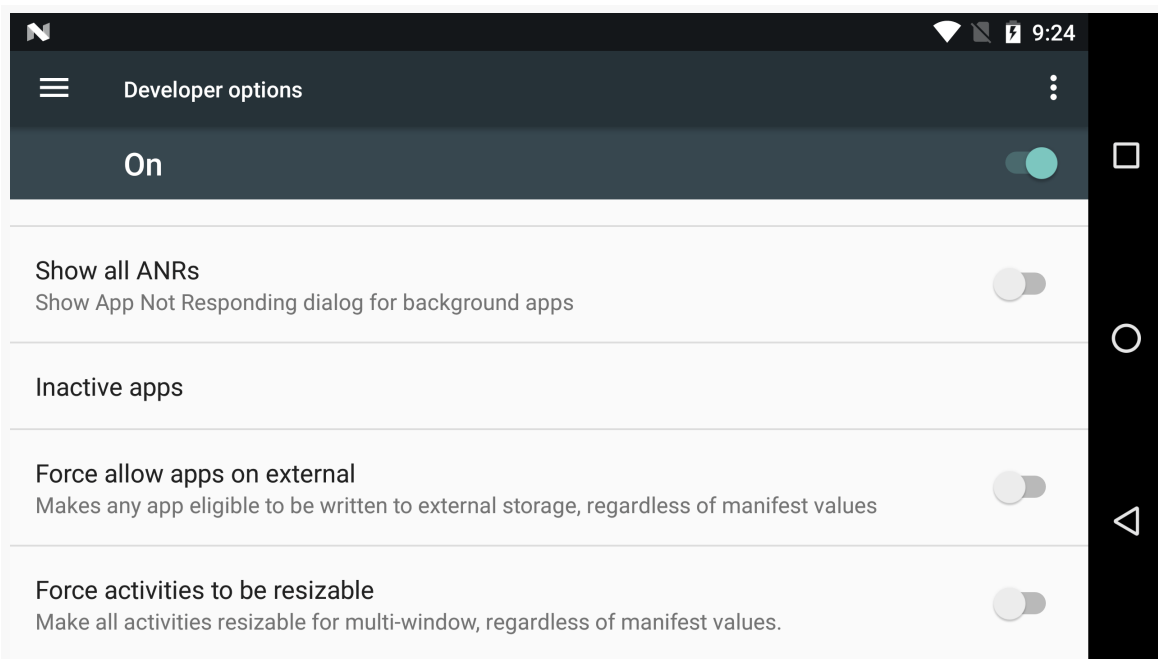 9:24
Developer options
On
Show all ANRs
Show App Not Responding dialog for background apps
Inactive apps
Force allow apps on external
Makes any app eligible to be written to external storage, regardless of manifest values
Force activities to be resizable
Make all activities resizable for multi-window, regardless of manifest values.